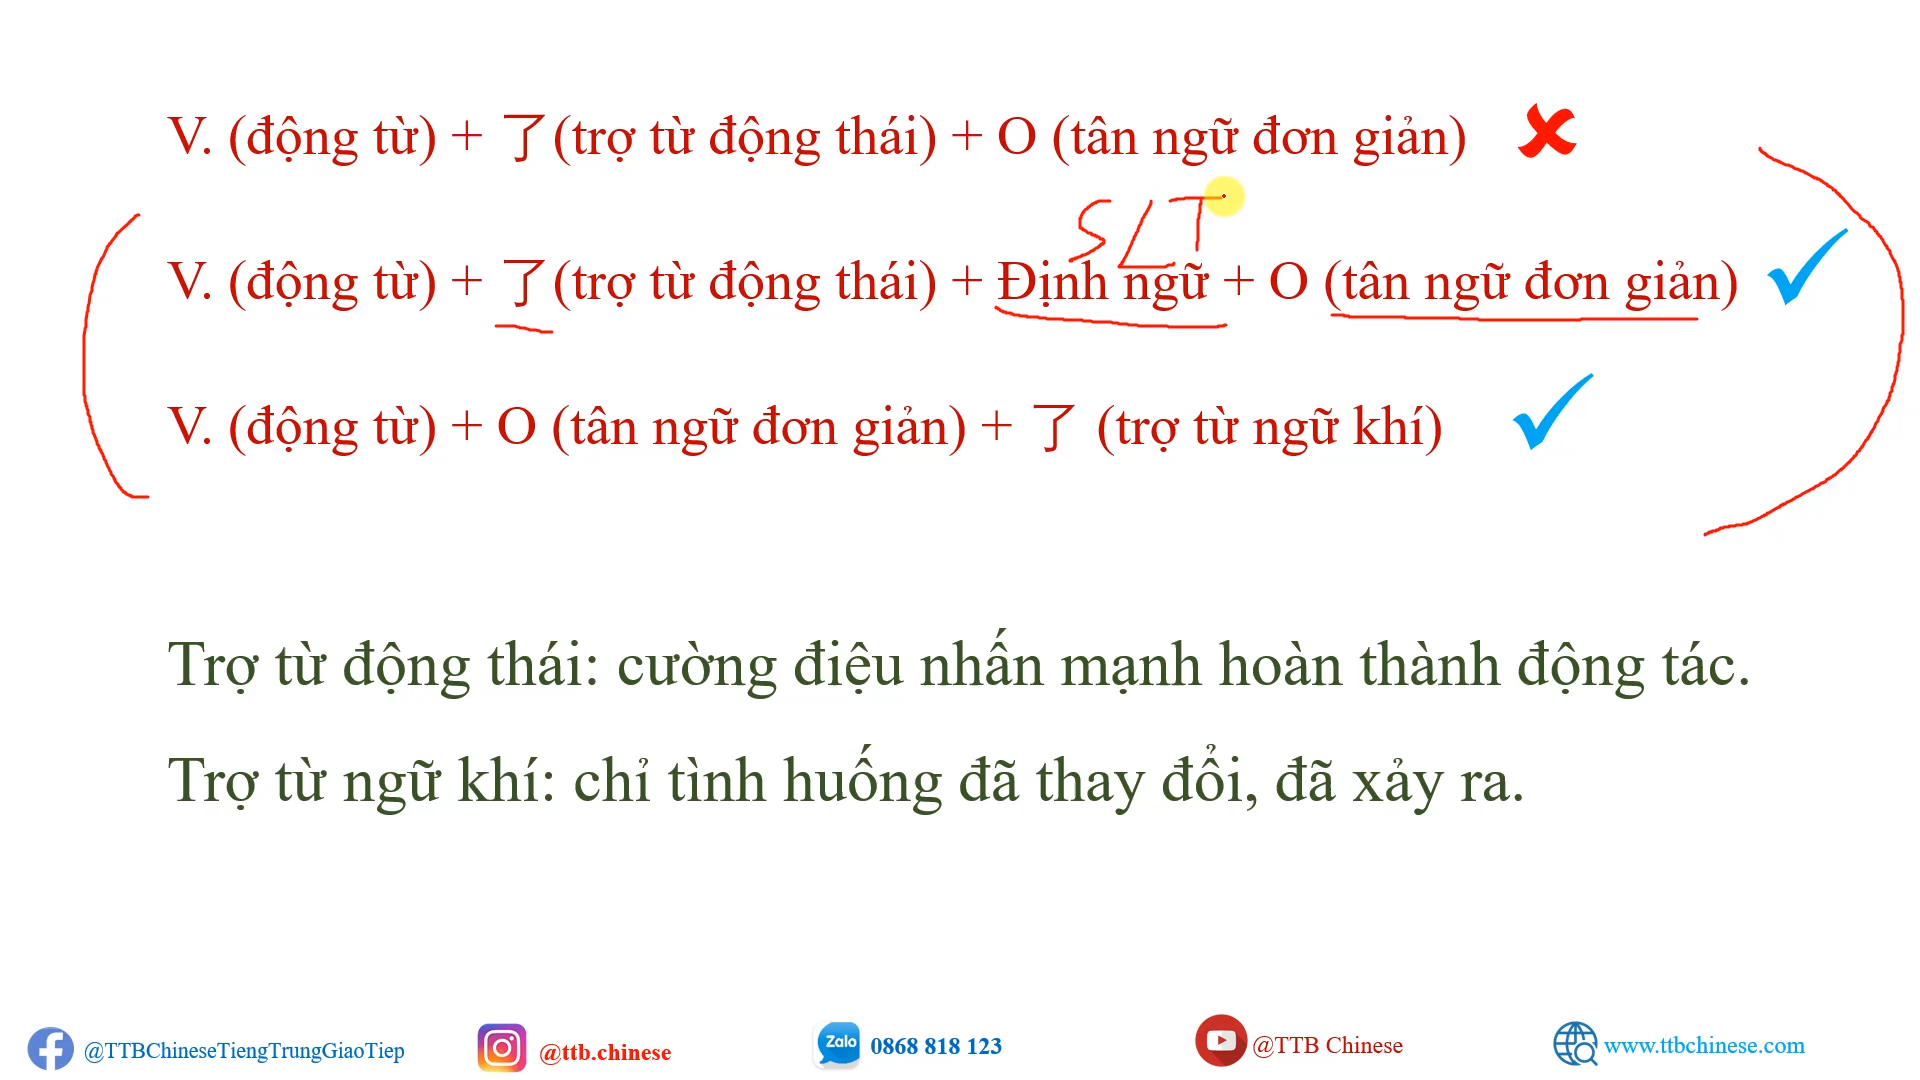 V. (động từ) + 了(trợ từ động thái) + O (tân ngữ đơn giản)
SLT
V. (động từ) + 了(trợ từ động thái) + Định ngữ + O (tân ngữ đơn giản)
V. (động từ) + O (tân ngữ đơn giản) + 了 (trợ từ ngữ khí)
Trợ từ động thái: cường điệu nhấn mạnh hoàn thành động tác.
Trợ từ ngữ khí: chỉ tình huống đã thay đổi, đã xảy ra.
@TTBChineseTiengTrungGiaoTiep @ttb.chinese Zalo 0868 818 123 @TTB Chinese www.ttbchinese.com